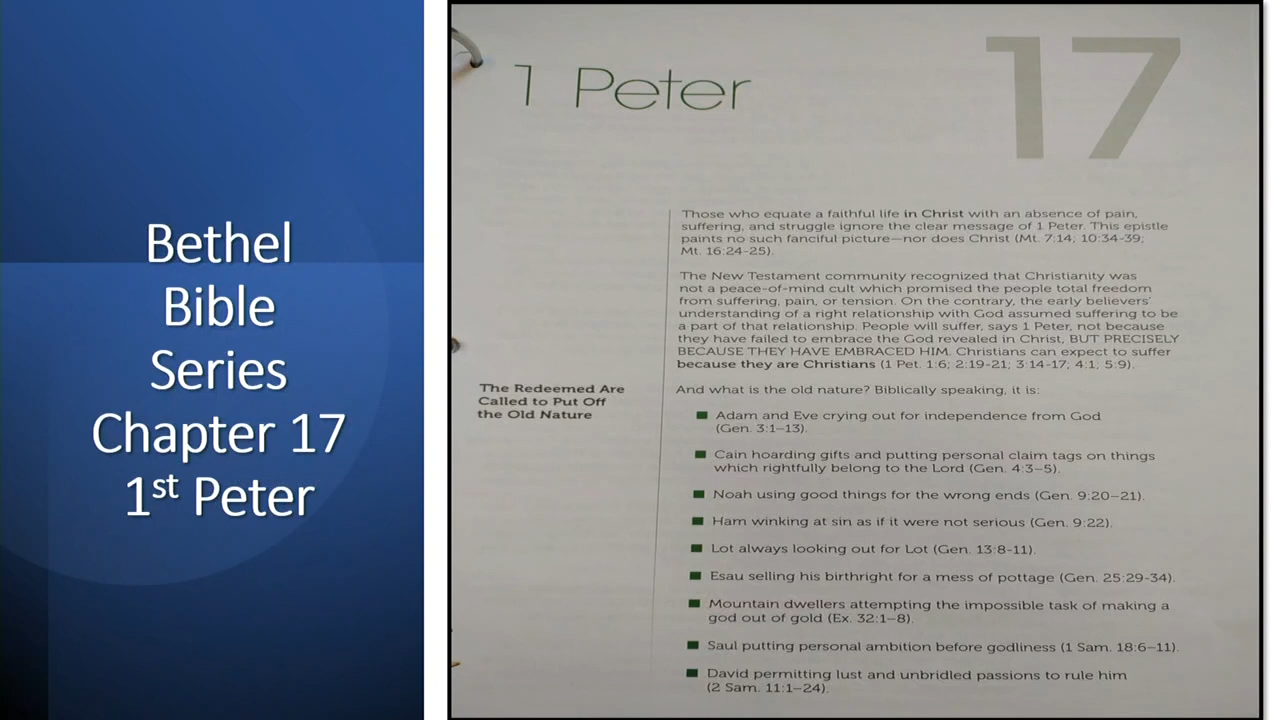 Bethel
Bible
Series
Chapter 17
1st Peter
1 Peter
17
Those who equate a faithful life in Christ with an absence of pain,
suffering, and struggle ignore the clear message of 1 Peter. This epistle
paints no such fanciful picture—nor does Christ (Mt. 7:14; 10:34-39;
Mt. 16:24-25).
The New Testament community recognized that Christianity was
not a peace-of-mind cult which promised the people total freedom
from suffering, pain, or tension. On the contrary, the early believers'
understanding of a right relationship with God assumed suffering to be
a part of that relationship. People will suffer, says 1 Peter, not because
they have failed to embrace the God revealed in Christ, BUT PRECISELY
BECAUSE THEY HAVE EMBRACED HIM. Christians can expect to suffer
because they are Christians (1 Pet. 1:6; 2:19-21; 3:14-17; 4:1; 5:9).
The Redeemed Are
Called to Put Off
the Old Nature
And what is the old nature? Biblically speaking, it is:
■ Adam and Eve crying out for independence from God
(Gen. 3:1–13).
■ Cain hoarding gifts and putting personal claim tags on things
which rightfully belong to the Lord (Gen. 4:3–5).
■ Noah using good things for the wrong ends (Gen. 9:20–21).
■ Ham winking at sin as if it were not serious (Gen. 9:22).
■ Lot always looking out for Lot (Gen. 13:8-11).
■ Esau selling his birthright for a mess of pottage (Gen. 25:29-34).
■ Mountain dwellers attempting the impossible task of making a
god out of gold (Ex. 32:1–8).
■ Saul putting personal ambition before godliness (1 Sam. 18:6–11).
■ David permitting lust and unbridled passions to rule him
(2 Sam. 11:1–24).